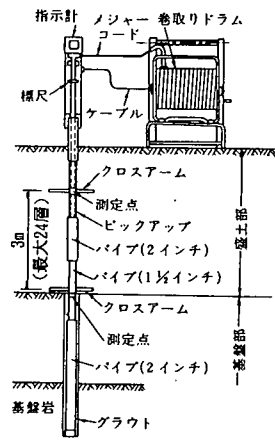 指示計
メジャー
コード
巻取りドラム
標尺
ケーブル
クロスアーム
測定点
ピックアップ
パイプ(2インチ)
3m
(最大24層)
パイプ(1½インチ)
クロスアーム
測定点
パイプ(2インチ)
基盤岩
グラウト
盛土部
基盤部